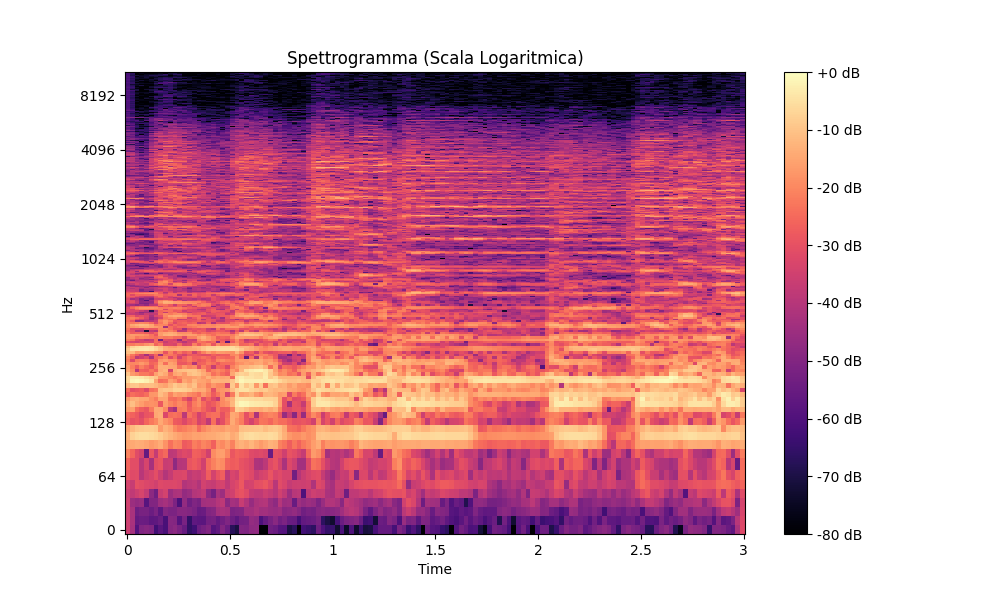 Spettrogramma (Scala Logaritmica)
Hz
8192
4096
2048
1024
512
256
128
64
0
0
0.5
1
1.5
2
2.5
3
Time
+0 dB
-10 dB
-20 dB
-30 dB
-40 dB
-50 dB
-60 dB
-70 dB
-80 dB